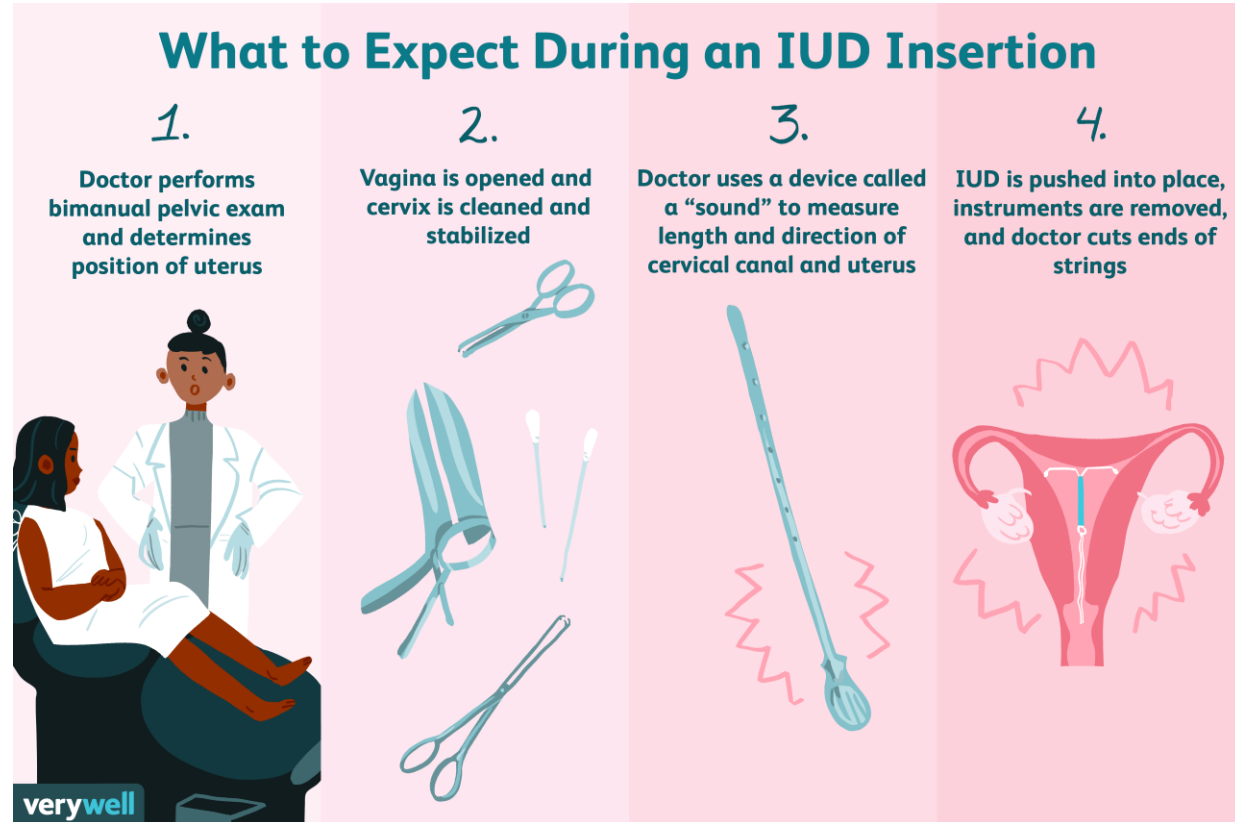 What to Expect During an IUD Insertion
1.
Doctor performs
bimanual pelvic exam
and determines
position of uterus
2.
Vagina is opened and
cervix is cleaned and
stabilized
3.
Doctor uses a device called
a “sound” to measure
length and direction of
cervical canal and uterus
4.
IUD is pushed into place,
instruments are removed,
and doctor cuts ends of
strings
verywell